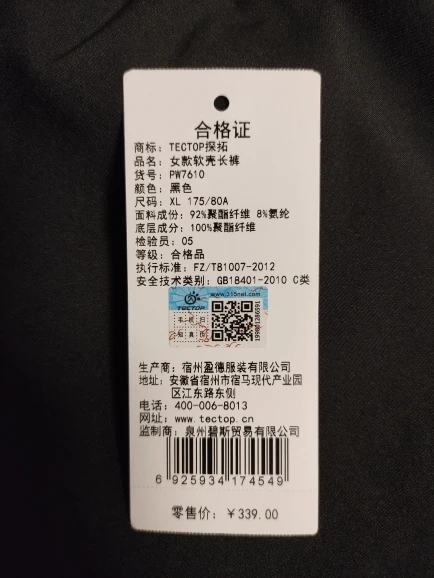 合格证
商标：TECTOP探拓
品名：女款软壳长裤
货号：PW7610
颜色：黑色
尺码：XL 175/80A
面料成份：92%聚酯纤维 8%氨纶
底层成分：100%聚酯纤维
检验员：05
等级：合格品
执行标准：FZ/T81007-2012
安全技术类别：GB18401-2010 C类
www.315net.com
TECTOP
生产商：宿州盈德服装有限公司
地址：安徽省宿州市宿马现代产业园
区江东路东侧
电话：400-006-8013
网址：www.tectop.cn
监制商：泉州碧斯贸易有限公司
6 925934 174549
零售价：￥339.00